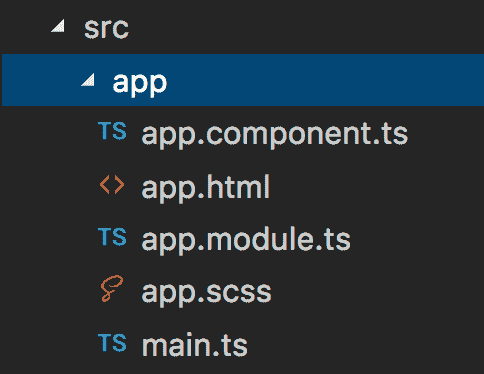 src
app
TS app.component.ts
<> app.html
TS app.module.ts
app.scss
TS main.ts